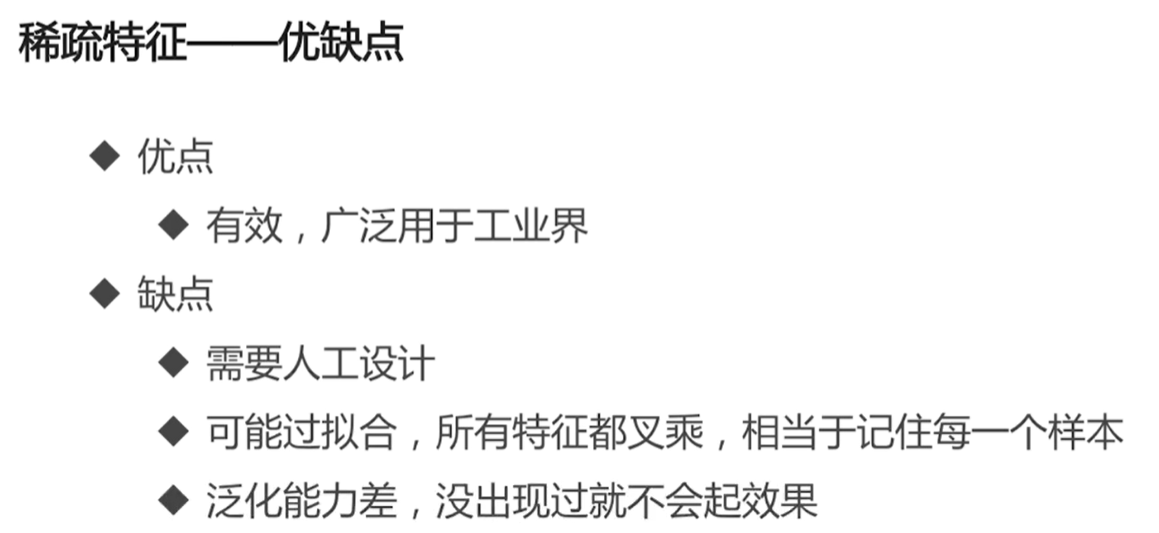 稀疏特征——优缺点
◆ 优点
◆ 有效，广泛用于工业界
◆ 缺点
◆ 需要人工设计
◆ 可能过拟合，所有特征都叉乘，相当于记住每一个样本
◆ 泛化能力差，没出现过就不会起效果